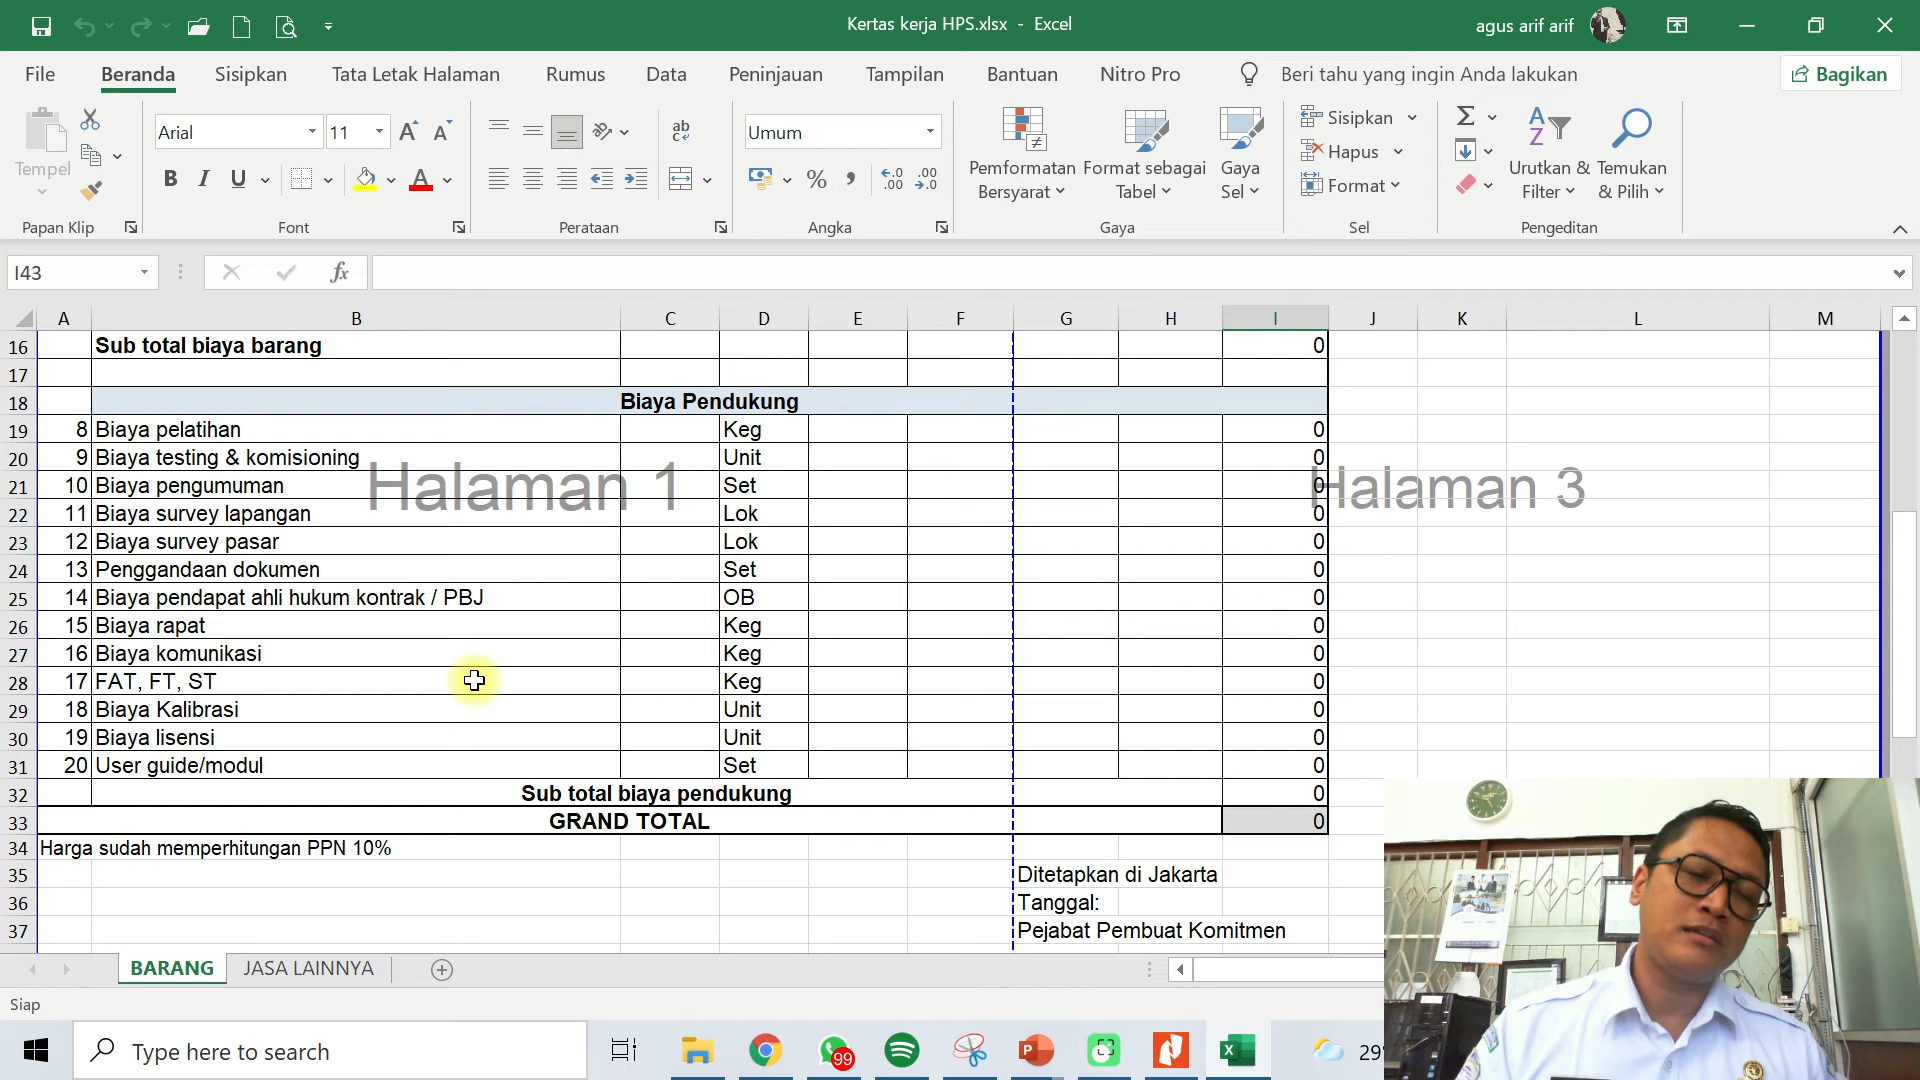 Kertas kerja HPS.xlsx - Excel
agus arif arif
File Beranda Sisipkan Tata Letak Halaman Rumus Data Peninjauan Tampilan Bantuan Nitro Pro Beri tahu yang ingin Anda lakukan Bagikan
Tempel
Arial 11
ab
c
Umum
Pemformatan Bersyarat
Format sebagai Tabel
Gaya Sel
Sisipkan
Hapus
Format
Urutkan & Filter
Temukan & Pilih
Papan Klip Font Perataan Angka Gaya Sel Pengeditan
I43 fx
A B C D E F G H I J K L M
16 Sub total biaya barang 0
17
18 Biaya Pendukung
19 8 Biaya pelatihan Keg 0
20 9 Biaya testing & komisioning Unit 0
21 10 Biaya pengumuman Set 0
Halaman 1 Halaman 3
22 11 Biaya survey lapangan Lok 0
23 12 Biaya survey pasar Lok 0
24 13 Penggandaan dokumen Set 0
25 14 Biaya pendapat ahli hukum kontrak / PBJ OB 0
26 15 Biaya rapat Keg 0
27 16 Biaya komunikasi Keg 0
28 17 FAT, FT, ST Keg 0
29 18 Biaya Kalibrasi Unit 0
30 19 Biaya lisensi Unit 0
31 20 User guide/modul Set 0
32 Sub total biaya pendukung 0
33 GRAND TOTAL 0
34 Harga sudah memperhitungan PPN 10%
35 Ditetapkan di Jakarta
36 Tanggal:
37 Pejabat Pembuat Komitmen
BARANG JASA LAINNYA
Siap
Type here to search
99
29